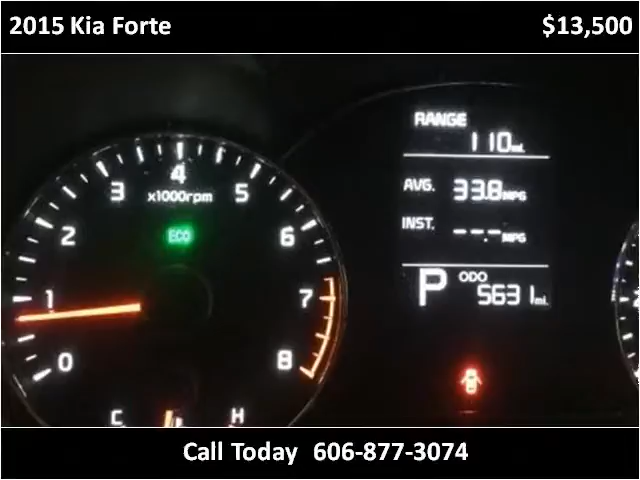 2015 Kia Forte $13,500
RANGE
110 mi.
AVG. 33.8 MPG
INST. --.- MPG
P ODO 5631 mi.
0 1 2 3 4 5 6 7 8
x1000rpm
ECO
C H
Call Today 606-877-3074